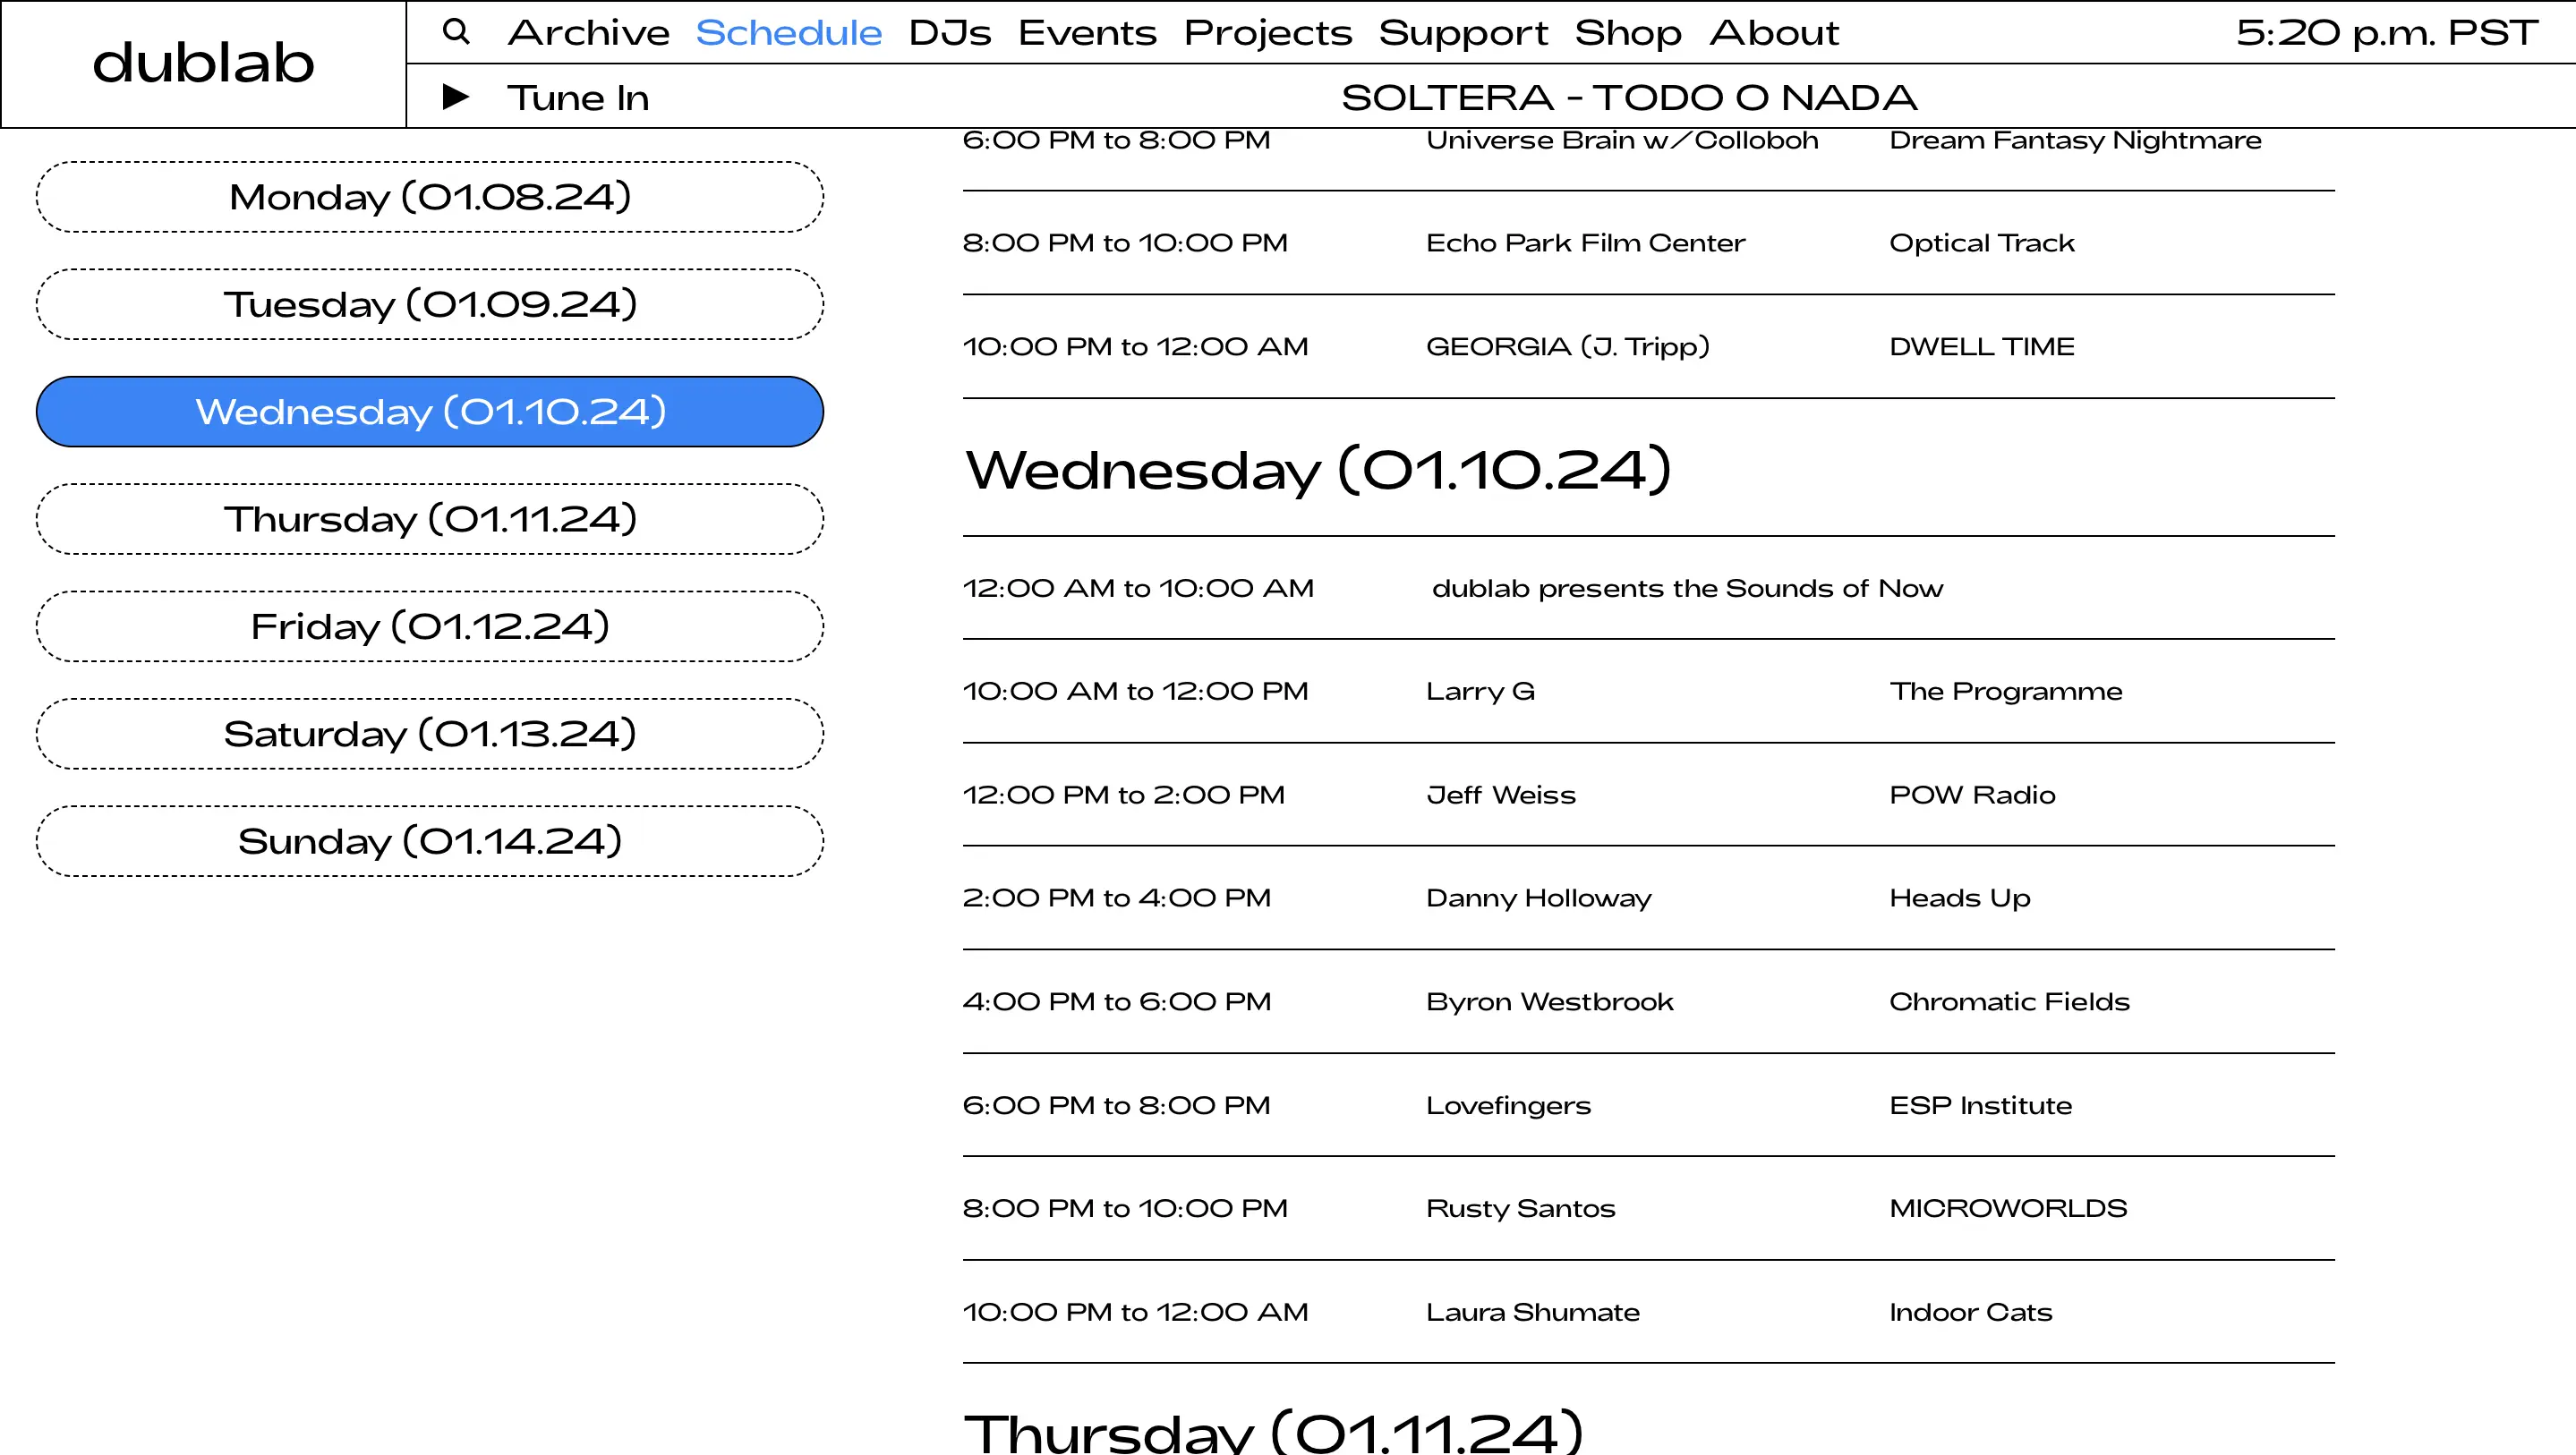 dublab
Archive Schedule DJs Events Projects Support Shop About 5:20 p.m. PST
Tune In SOLTERA - TODO O NADA
Monday (01.08.24)
Tuesday (01.09.24)
Wednesday (01.10.24)
Thursday (01.11.24)
Friday (01.12.24)
Saturday (01.13.24)
Sunday (01.14.24)
6:00 PM to 8:00 PM Universe Brain w/Colloboh Dream Fantasy Nightmare
8:00 PM to 10:00 PM Echo Park Film Center Optical Track
10:00 PM to 12:00 AM GEORGIA (J. Tripp) DWELL TIME
Wednesday (01.10.24)
12:00 AM to 10:00 AM dublab presents the Sounds of Now
10:00 AM to 12:00 PM Larry G The Programme
12:00 PM to 2:00 PM Jeff Weiss POW Radio
2:00 PM to 4:00 PM Danny Holloway Heads Up
4:00 PM to 6:00 PM Byron Westbrook Chromatic Fields
6:00 PM to 8:00 PM Lovefingers ESP Institute
8:00 PM to 10:00 PM Rusty Santos MICROWORLDS
10:00 PM to 12:00 AM Laura Shumate Indoor Cats
Thursday (01.11.24)